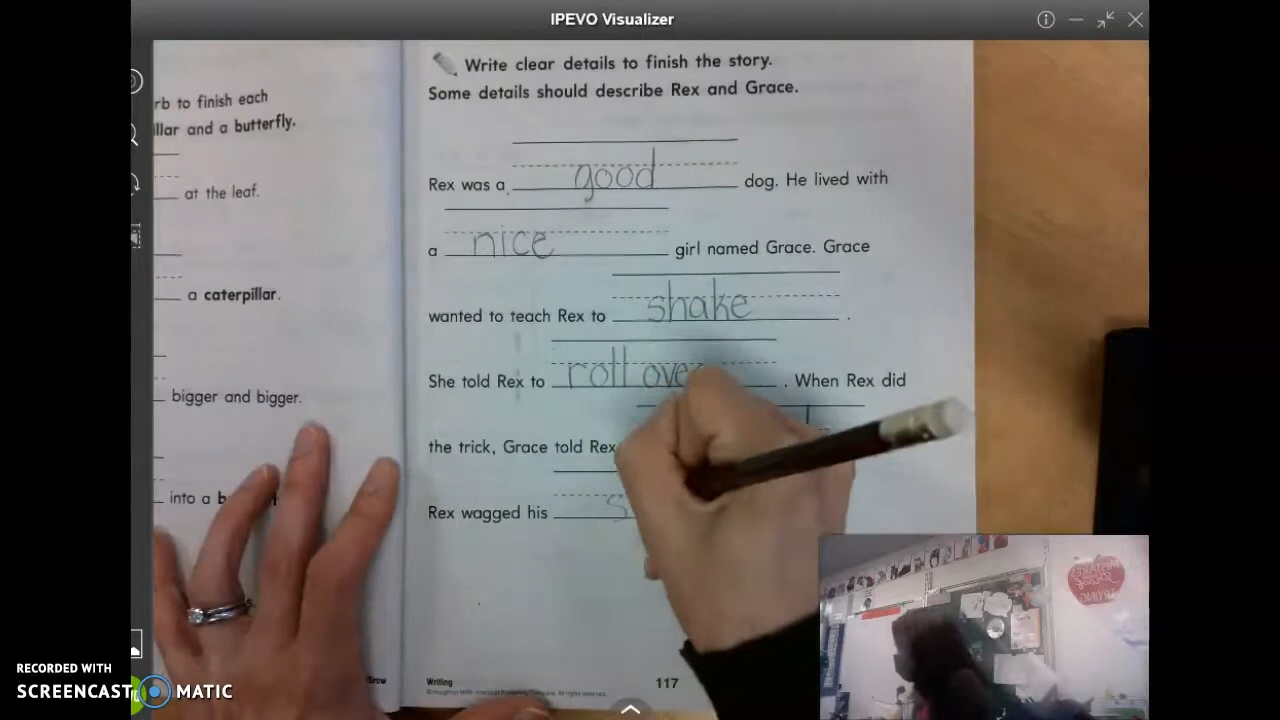 IPEVO Visualizer
rb to finish each
llar and a butterfly.
at the leaf.
a caterpillar.
bigger and bigger.
into a
Write clear details to finish the story.
Some details should describe Rex and Grace.
Rex was a good dog. He lived with
a nice girl named Grace. Grace
wanted to teach Rex to shake .
She told Rex to roll over . When Rex did
the trick, Grace told Rex
Rex wagged his s
Grow
Writing
117
RECORDED WITH
SCREENCAST MATIC